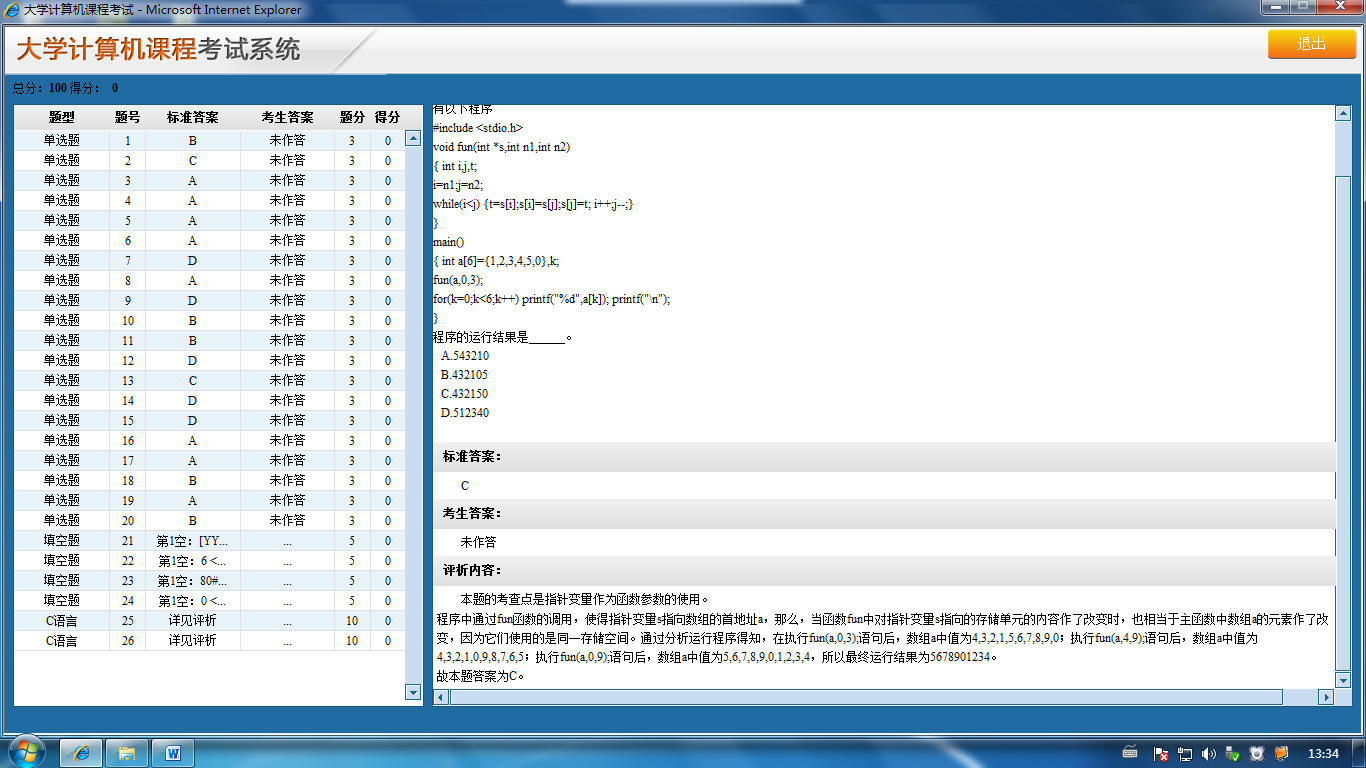 大学计算机课程考试 - Microsoft Internet Explorer
大学计算机课程考试系统
退出
总分：100 得分： 0
题型 题号 标准答案 考生答案 题分 得分
单选题 1 B 未作答 3 0
单选题 2 C 未作答 3 0
单选题 3 A 未作答 3 0
单选题 4 A 未作答 3 0
单选题 5 A 未作答 3 0
单选题 6 A 未作答 3 0
单选题 7 D 未作答 3 0
单选题 8 A 未作答 3 0
单选题 9 D 未作答 3 0
单选题 10 B 未作答 3 0
单选题 11 B 未作答 3 0
单选题 12 D 未作答 3 0
单选题 13 C 未作答 3 0
单选题 14 D 未作答 3 0
单选题 15 D 未作答 3 0
单选题 16 A 未作答 3 0
单选题 17 A 未作答 3 0
单选题 18 B 未作答 3 0
单选题 19 A 未作答 3 0
单选题 20 B 未作答 3 0
填空题 21 第1空：[YY... ... 5 0
填空题 22 第1空：6 <... ... 5 0
填空题 23 第1空：80#... ... 5 0
填空题 24 第1空：0 <... ... 5 0
C语言 25 详见评析 ... 10 0
C语言 26 详见评析 ... 10 0
有以下程序
#include <stdio.h>
void fun(int *s,int n1,int n2)
{ int i,j,t;
i=n1;j=n2;
while(i<j) {t=s[i];s[i]=s[j];s[j]=t; i++;j--;}
}
main()
{ int a[6]={1,2,3,4,5,0},k;
fun(a,0,3);
for(k=0;k<6;k++) printf("%d",a[k]); printf("\n");
}
程序的运行结果是______。
A.543210
B.432105
C.432150
D.512340
标准答案：
C
考生答案：
未作答
评析内容：
本题的考查点是指针变量作为函数参数的使用。
程序中通过fun函数的调用，使得指针变量s指向数组的首地址a，那么，当函数fun中对指针变量s指向的存储单元的内容作了改变时，也相当于主函数中数组a的元素作了改
变，因为它们使用的是同一存储空间。通过分析运行程序得知，在执行fun(a,0,3);语句后，数组a中值为4,3,2,1,5,6,7,8,9,0；执行fun(a,4,9);语句后，数组a中值为
4,3,2,1,0,9,8,7,6,5；执行fun(a,0,9);语句后，数组a中值为5,6,7,8,9,0,1,2,3,4，所以最终运行结果为5678901234。
故本题答案为C。
13:34